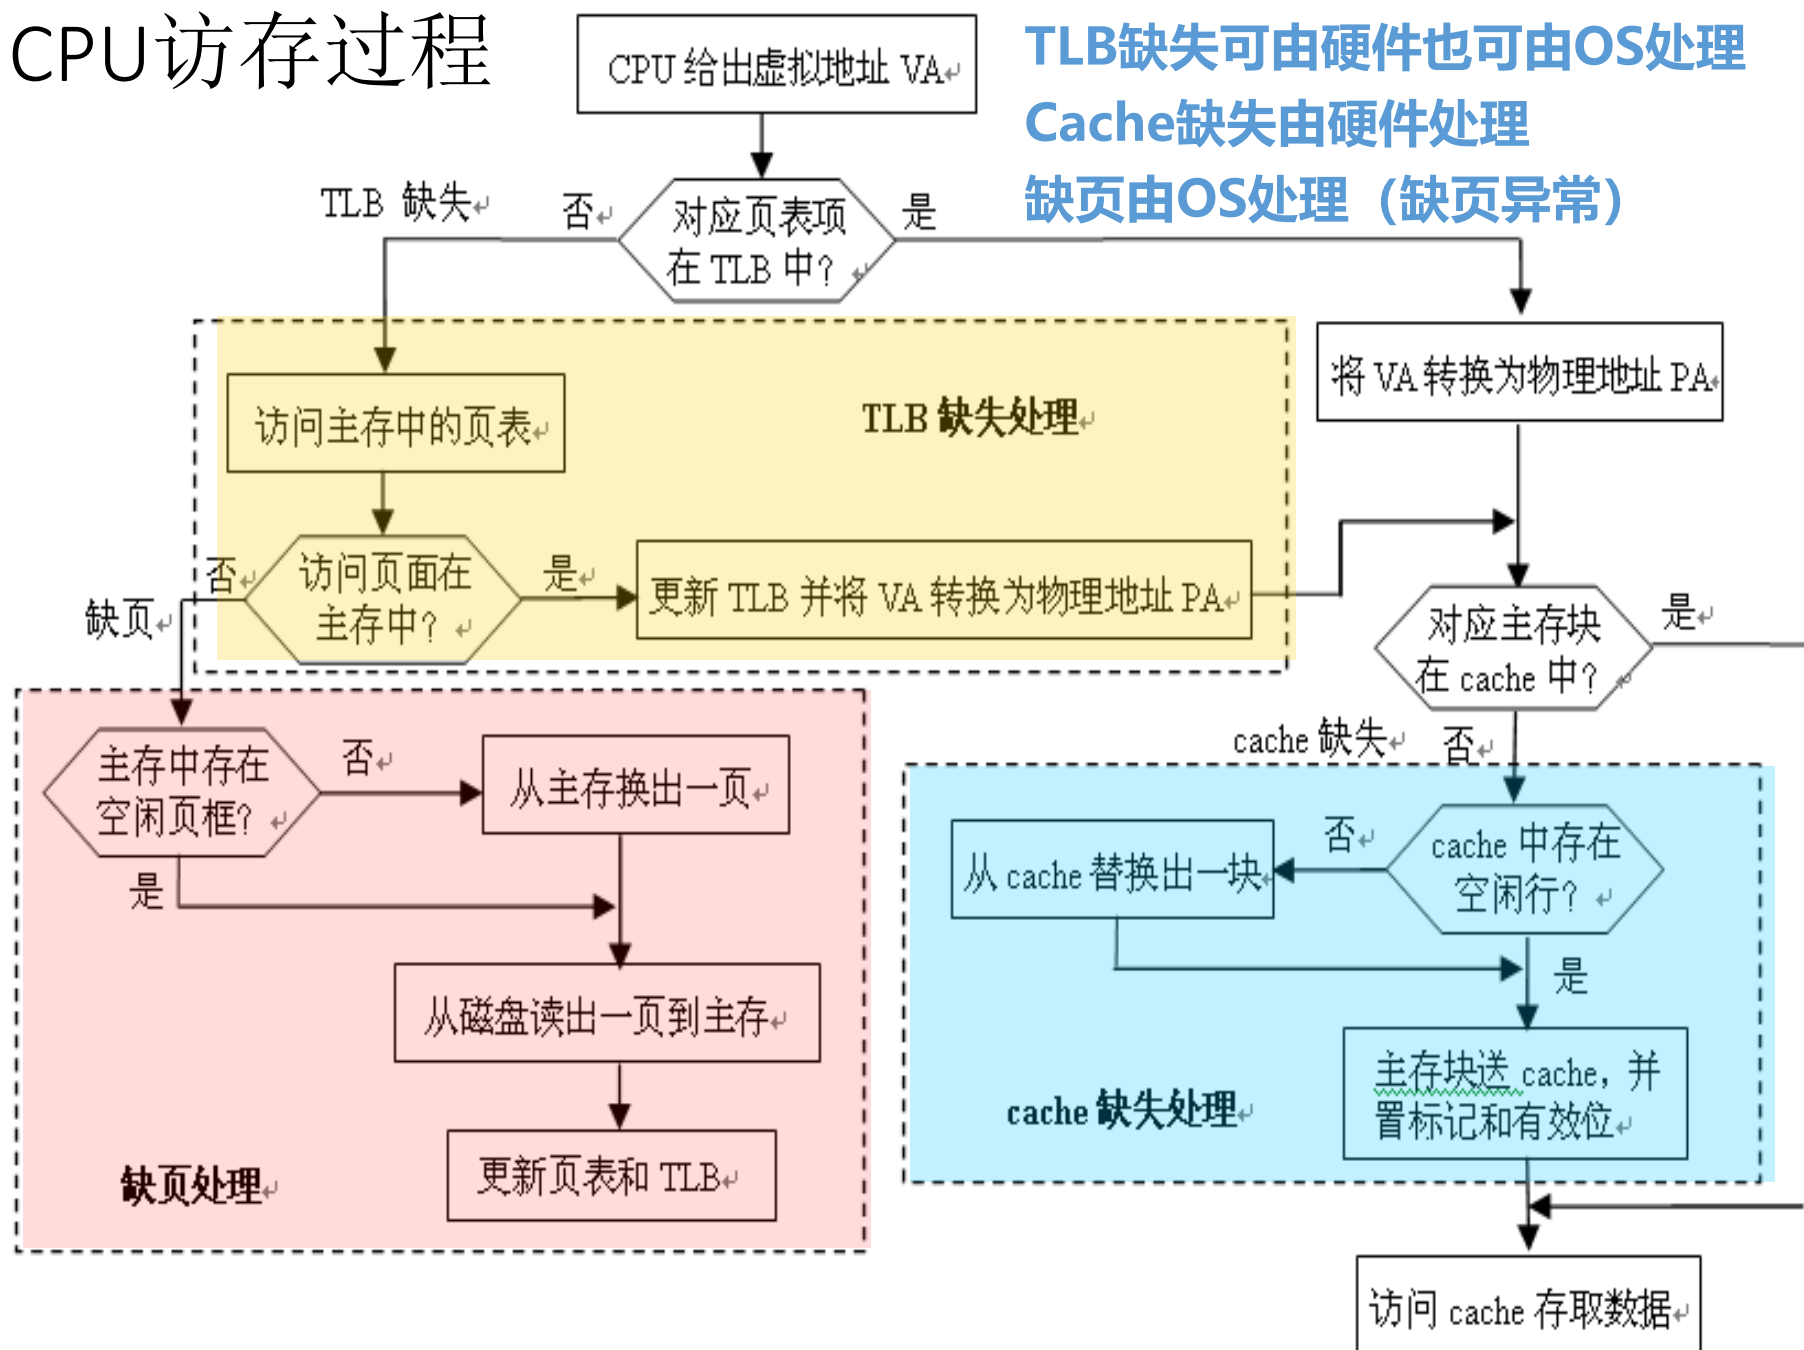 CPU访存过程
CPU 给出虚拟地址 VA
TLB缺失可由硬件也可由OS处理
Cache缺失由硬件处理
缺页由OS处理（缺页异常）
TLB 缺失
否
对应页表项
在 TLB 中？
是
访问主存中的页表
TLB 缺失处理
将 VA 转换为物理地址 PA
否
访问页面在
主存中？
是
更新 TLB 并将 VA 转换为物理地址 PA
缺页
对应主存块
在 cache 中？
是
cache 缺失
否
主存中存在
空闲页框？
否
从主存换出一页
是
从 cache 替换出一块
否
cache 中存在
空闲行？
是
从磁盘读出一页到主存
主存块送 cache，并
置标记和有效位
cache 缺失处理
更新页表和 TLB
缺页处理
访问 cache 存取数据